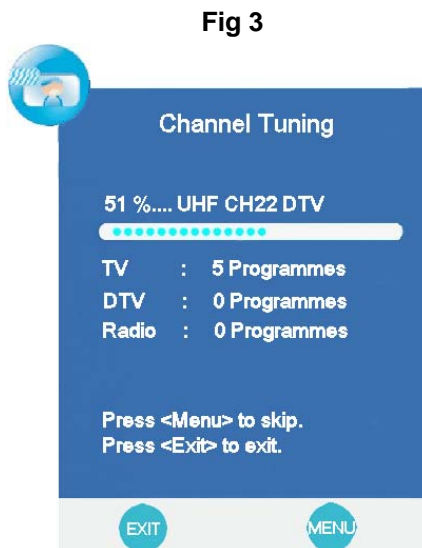 Fig 3
Channel Tuning
51 %.... UHF CH22 DTV
TV : 5 Programmes
DTV : 0 Programmes
Radio : 0 Programmes
Press <Menu> to skip.
Press <Exit> to exit.
EXIT MENU